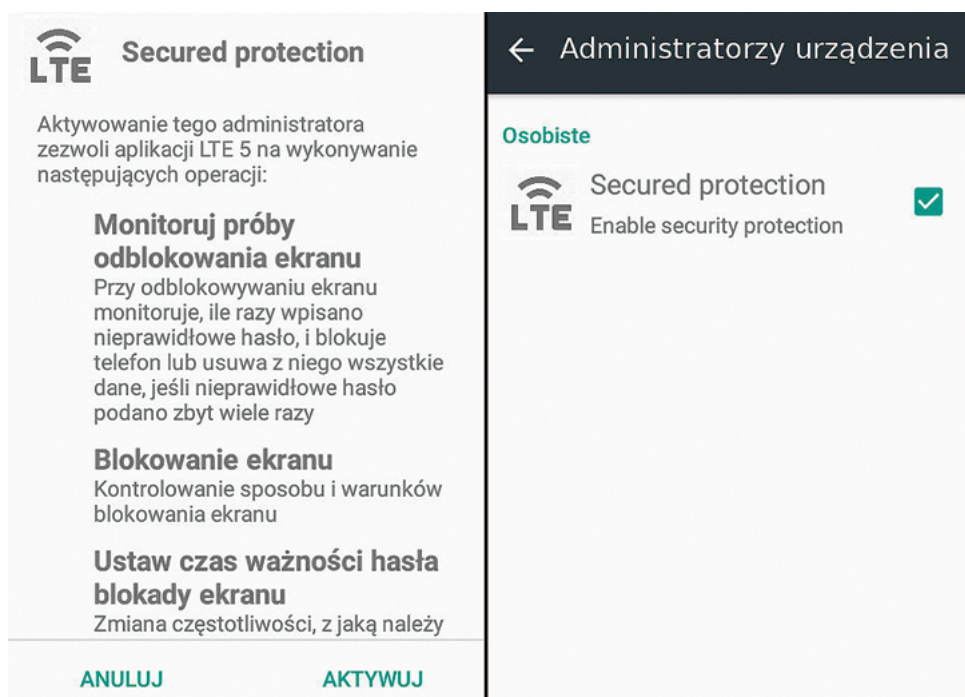 LTE
Secured protection
Aktywowanie tego administratora
zezwoli aplikacji LTE 5 na wykonywanie
następujących operacji:
Monitoruj próby
odblokowania ekranu
Przy odblokowywaniu ekranu
monitoruje, ile razy wpisano
nieprawidłowe hasło, i blokuje
telefon lub usuwa z niego wszystkie
dane, jeśli nieprawidłowe hasło
podano zbyt wiele razy
Blokowanie ekranu
Kontrolowanie sposobu i warunków
blokowania ekranu
Ustaw czas ważności hasła
blokady ekranu
Zmiana częstotliwości, z jaką należy
ANULUJ
AKTYWUJ
Administratorzy urządzenia
Osobiste
LTE
Secured protection
Enable security protection